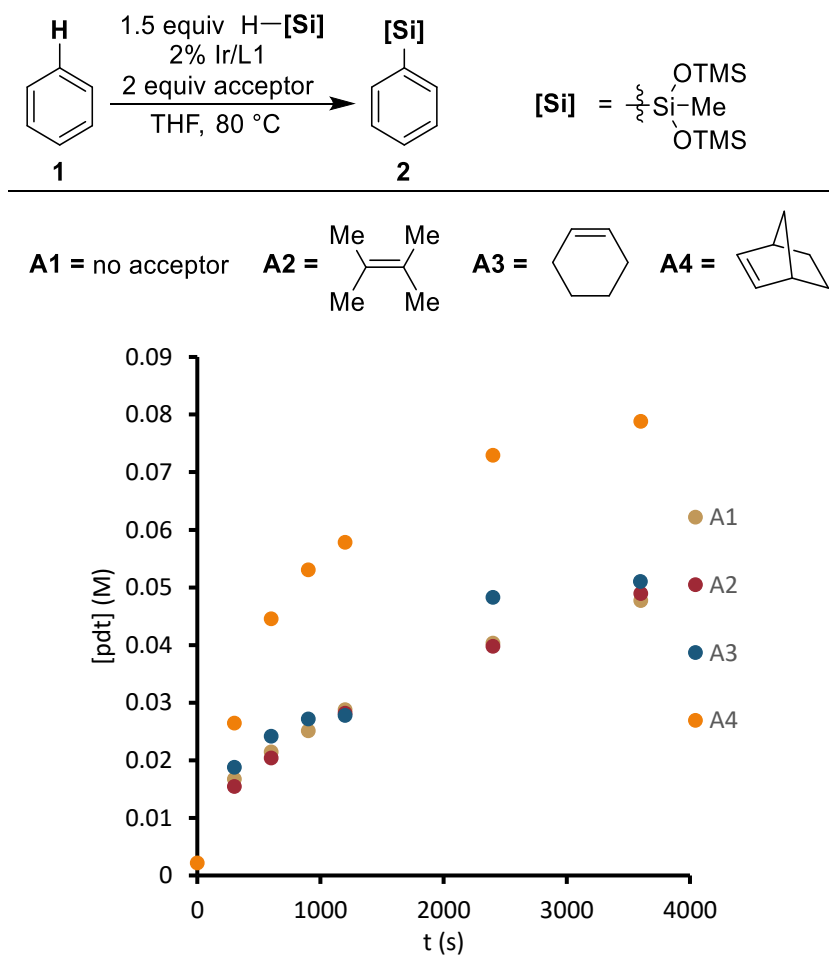 H
1
1.5 equiv H–[Si]
2% Ir/L1
2 equiv acceptor
THF, 80 °C
[Si]
2
[Si] =
OTMS
Si–Me
OTMS
A1 = no acceptor
A2 =
Me Me
Me Me
A3 =
A4 =
0.09
0.08
0.07
0.06
0.05
0.04
0.03
0.02
0.01
0
[pdt] (M)
0 1000 2000 3000 4000
t (s)
A1
A2
A3
A4